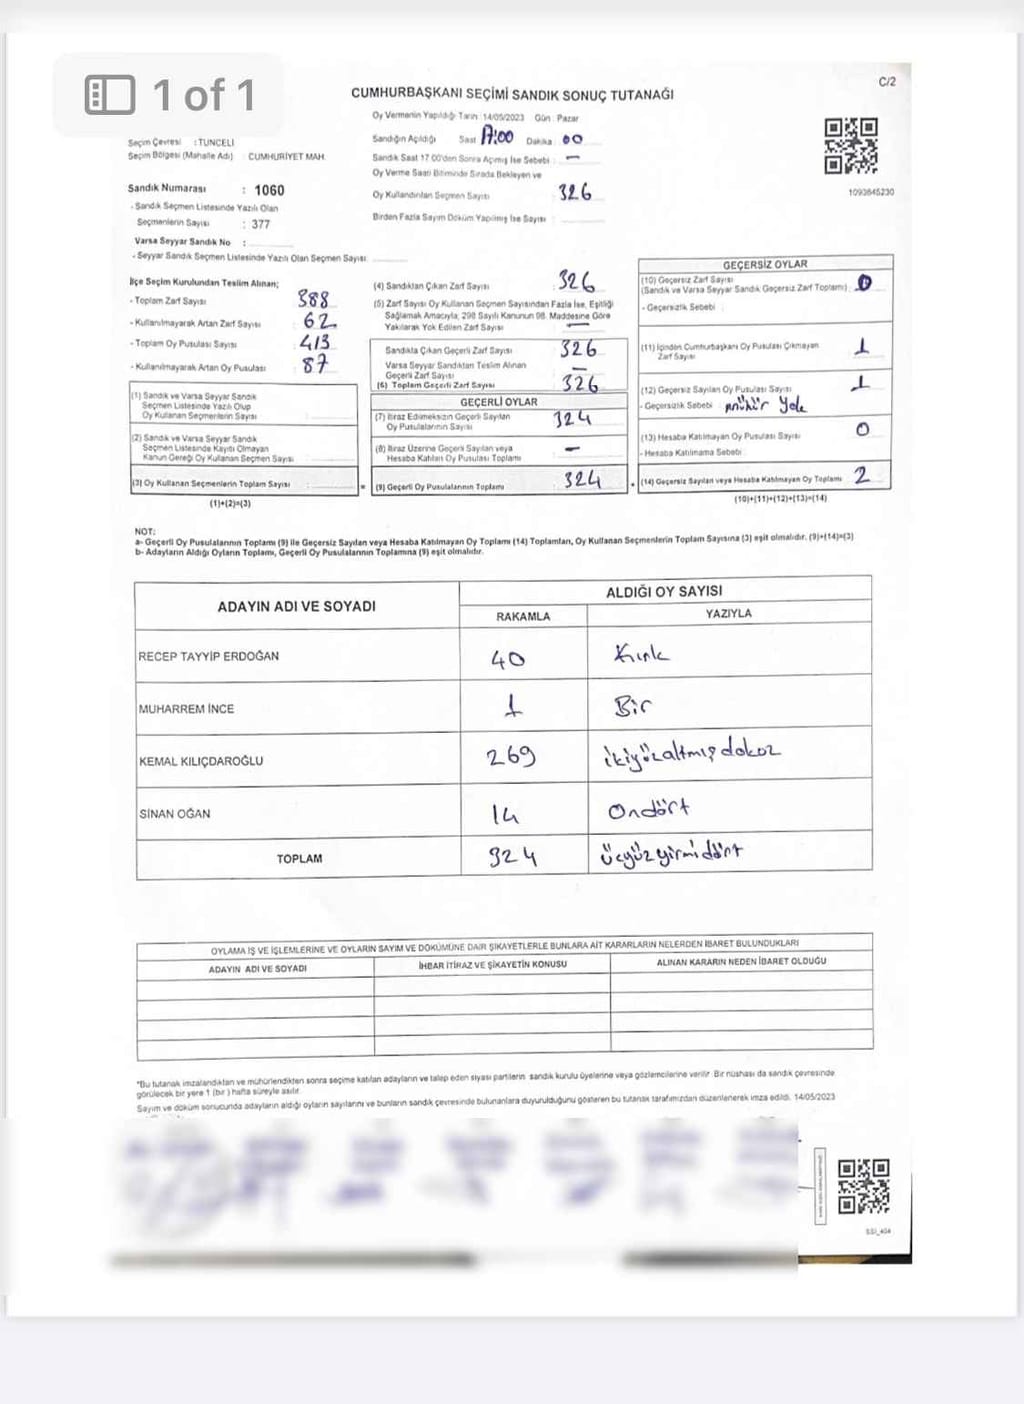 1 of 1
C/2
CUMHURBAŞKANI SEÇİMİ SANDIK SONUÇ TUTANAĞI
Oy Vermenin Yapıldığı Tarih 14/05/2023 Gün : Pazar
Seçim Çevresi : TUNCELİ
Seçim Bölgesi (Mahalle Adı) : CUMHURİYET MAH.
Sandığın Açıldığı Saat 17:00 Dakika : 00
Sandık Saat 17:00'den Sonra Açılmış İse Sebebi : —
Oy Verme Saati Bitiminde Sırada Bekleyen ve
Oy Kullandırılan Seçmen Sayısı 326
Birden Fazla Sayım Döküm Yapılmış İse Sayısı :
1093645230
Sandık Numarası : 1060
- Sandık Seçmen Listesinde Yazılı Olan
Seçmenlerin Sayısı : 377
Varsa Seyyar Sandık No :
- Seyyar Sandık Seçmen Listesinde Yazılı Olan Seçmen Sayısı:
İlçe Seçim Kurulundan Teslim Alınan;
- Toplam Zarf Sayısı 388
- Kullanılmayarak Artan Zarf Sayısı 62
- Toplam Oy Pusulası Sayısı 413
- Kullanılmayarak Artan Oy Pusulası 87
(1) Sandık ve Varsa Seyyar Sandık
Seçmen Listesinde Yazılı Olup
Oy Kullanan Seçmenlerin Sayısı
(2) Sandık ve Varsa Seyyar Sandık
Seçmen Listesinde Kayıtlı Olmayan
Kanun Gereği Oy Kullanan Seçmen Sayısı
(3) Oy Kullanan Seçmenlerin Toplam Sayısı
(1)+(2)=(3)
(4) Sandıktan Çıkan Zarf Sayısı 326
(5) Zarf Sayısı Oy Kullanan Seçmen Sayısından Fazla İse, Eşitliği
Sağlamak Amacıyla, 298 Sayılı Kanunun 98. Maddesine Göre
Yakılarak Yok Edilen Zarf Sayısı —
Sandıkta Çıkan Geçerli Zarf Sayısı 326
Varsa Seyyar Sandıktan Teslim Alınan
Geçerli Zarf Sayısı —
(6) Toplam Geçerli Zarf Sayısı 326
GEÇERLİ OYLAR
(7) İtiraz Edilmeksizin Geçerli Sayılan
Oy Pusulalarının Sayısı 324
(8) İtiraz Üzerine Geçerli Sayılan veya
Hesaba Katılan Oy Pusulası Toplamı —
= (9) Geçerli Oy Pusulalarının Toplamı 324
GEÇERSİZ OYLAR
(10) Geçersiz Zarf Sayısı
(Sandık ve Varsa Seyyar Sandık Geçersiz Zarf Toplamı) : 0
- Geçersizlik Sebebi :
(11) İçinden Cumhurbaşkanı Oy Pusulası Çıkmayan
Zarf Sayısı 1
(12) Geçersiz Sayılan Oy Pusulası Sayısı 1
- Geçersizlik Sebebi : mühür Yok
(13) Hesaba Katılmayan Oy Pusulası Sayısı 0
- Hesaba Katılmama Sebebi :
+ (14) Geçersiz Sayılan veya Hesaba Katılmayan Oy Toplamı 2
(10)+(11)+(12)+(13)=(14)
NOT:
a- Geçerli Oy Pusulalarının Toplamı (9) ile Geçersiz Sayılan veya Hesaba Katılmayan Oy Toplamı (14) Toplamları, Oy Kullanan Seçmenlerin Toplam Sayısına (3) eşit olmalıdır. (9)+(14)=(3)
b- Adayların Aldığı Oyların Toplamı, Geçerli Oy Pusulalarının Toplamına (9) eşit olmalıdır.
ADAYIN ADI VE SOYADI ALDIĞI OY SAYISI
RAKAMLA YAZIYLA
RECEP TAYYİP ERDOĞAN 40 Kırk
MUHARREM İNCE 1 Bir
KEMAL KILIÇDAROĞLU 269 ikiyüzaltmışdokuz
SİNAN OĞAN 14 Ondört
TOPLAM 324 üçyüzyirmidört
OYLAMA İŞ VE İŞLEMLERİNE VE OYLARIN SAYIM VE DÖKÜMÜNE DAİR ŞİKAYETLERLE BUNLARA AİT KARARLARIN NELERDEN İBARET BULUNDUKLARI
ADAYIN ADI VE SOYADI İHBAR İTİRAZ VE ŞİKAYETİN KONUSU ALINAN KARARIN NEDEN İBARET OLDUĞU
*Bu tutanak imzalandıktan ve mühürlendikten sonra seçime katılan adayların ve talep eden siyasi partilerin sandık kurulu üyelerine veya gözlemcilerine verilir. Bir nüshası da sandık çevresinde
görülecek bir yere 1 (bir) hafta süreyle asılır.
Sayım ve döküm sonucunda adayların aldığı oyların sayılarını ve bunların sandık çevresinde bulunanlara duyurulduğunu gösteren bu tutanak tarafımızdan düzenlenerek imza edildi. 14/05/2023
SSI_404